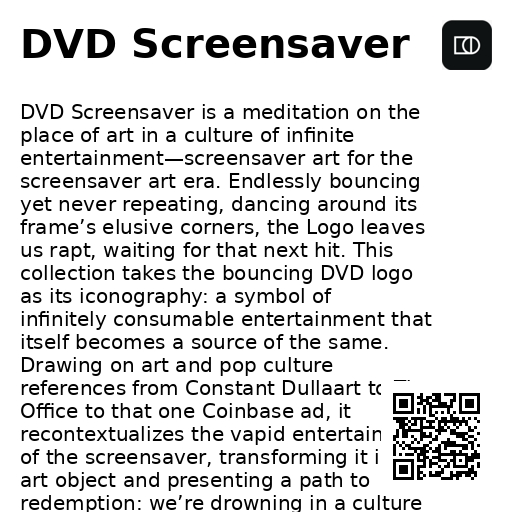 DVD Screensaver
DVD Screensaver is a meditation on the
place of art in a culture of infinite
entertainment—screensaver art for the
screensaver art era. Endlessly bouncing
yet never repeating, dancing around its
frame’s elusive corners, the Logo leaves
us rapt, waiting for that next hit. This
collection takes the bouncing DVD logo
as its iconography: a symbol of
infinitely consumable entertainment that
itself becomes a source of the same.
Drawing on art and pop culture
references from Constant Dullaart to
Office to that one Coinbase ad, it
recontextualizes the vapid
of the screensaver, transforming it
art object and presenting a path to
redemption: we’re drowning in a culture